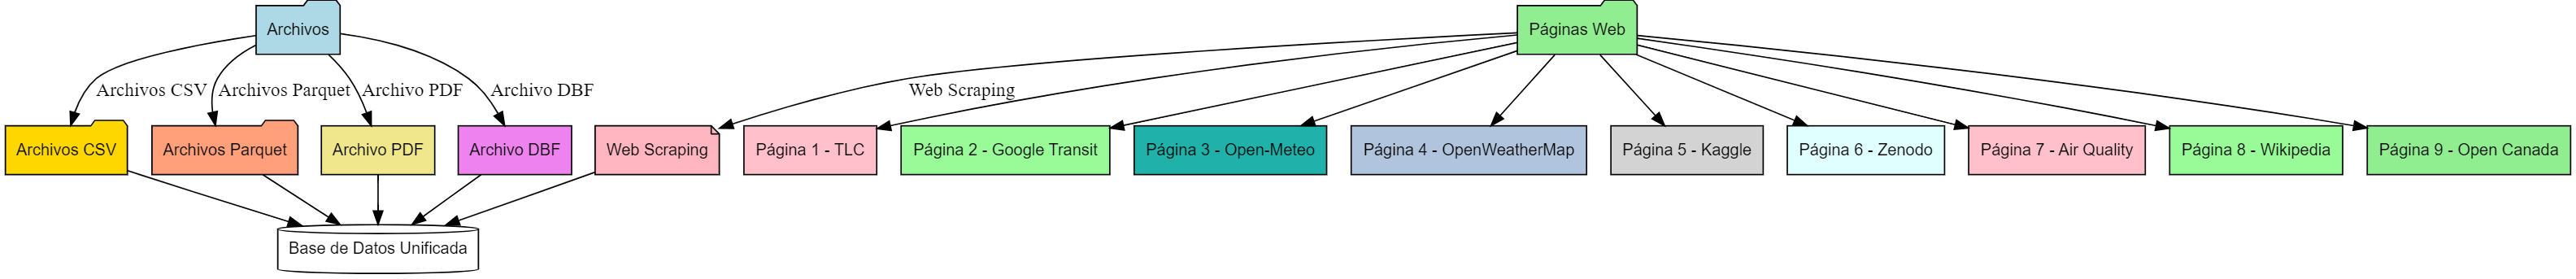 Archivos
Páginas Web
Archivos CSV
Archivos Parquet
Archivo PDF
Archivo DBF
Web Scraping
Archivos CSV
Archivos Parquet
Archivo PDF
Archivo DBF
Web Scraping
Página 1 - TLC
Página 2 - Google Transit
Página 3 - Open-Meteo
Página 4 - OpenWeatherMap
Página 5 - Kaggle
Página 6 - Zenodo
Página 7 - Air Quality
Página 8 - Wikipedia
Página 9 - Open Canada
Base de Datos Unificada